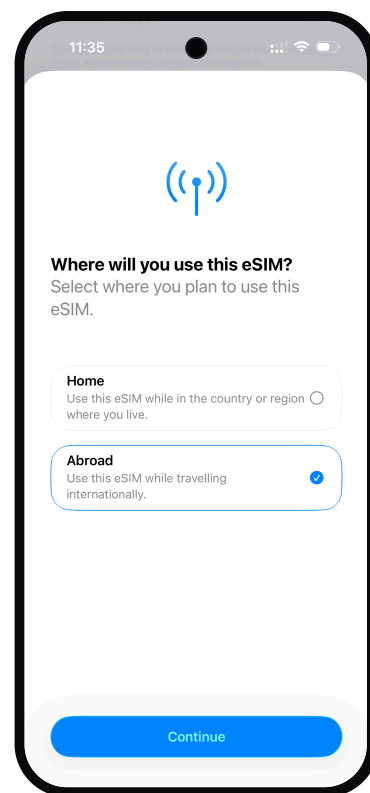 11:35
Where will you use this eSIM?
Select where you plan to use this
eSIM.
Home
Use this eSIM while in the country or region
where you live.
Abroad
Use this eSIM while travelling
internationally.
Continue